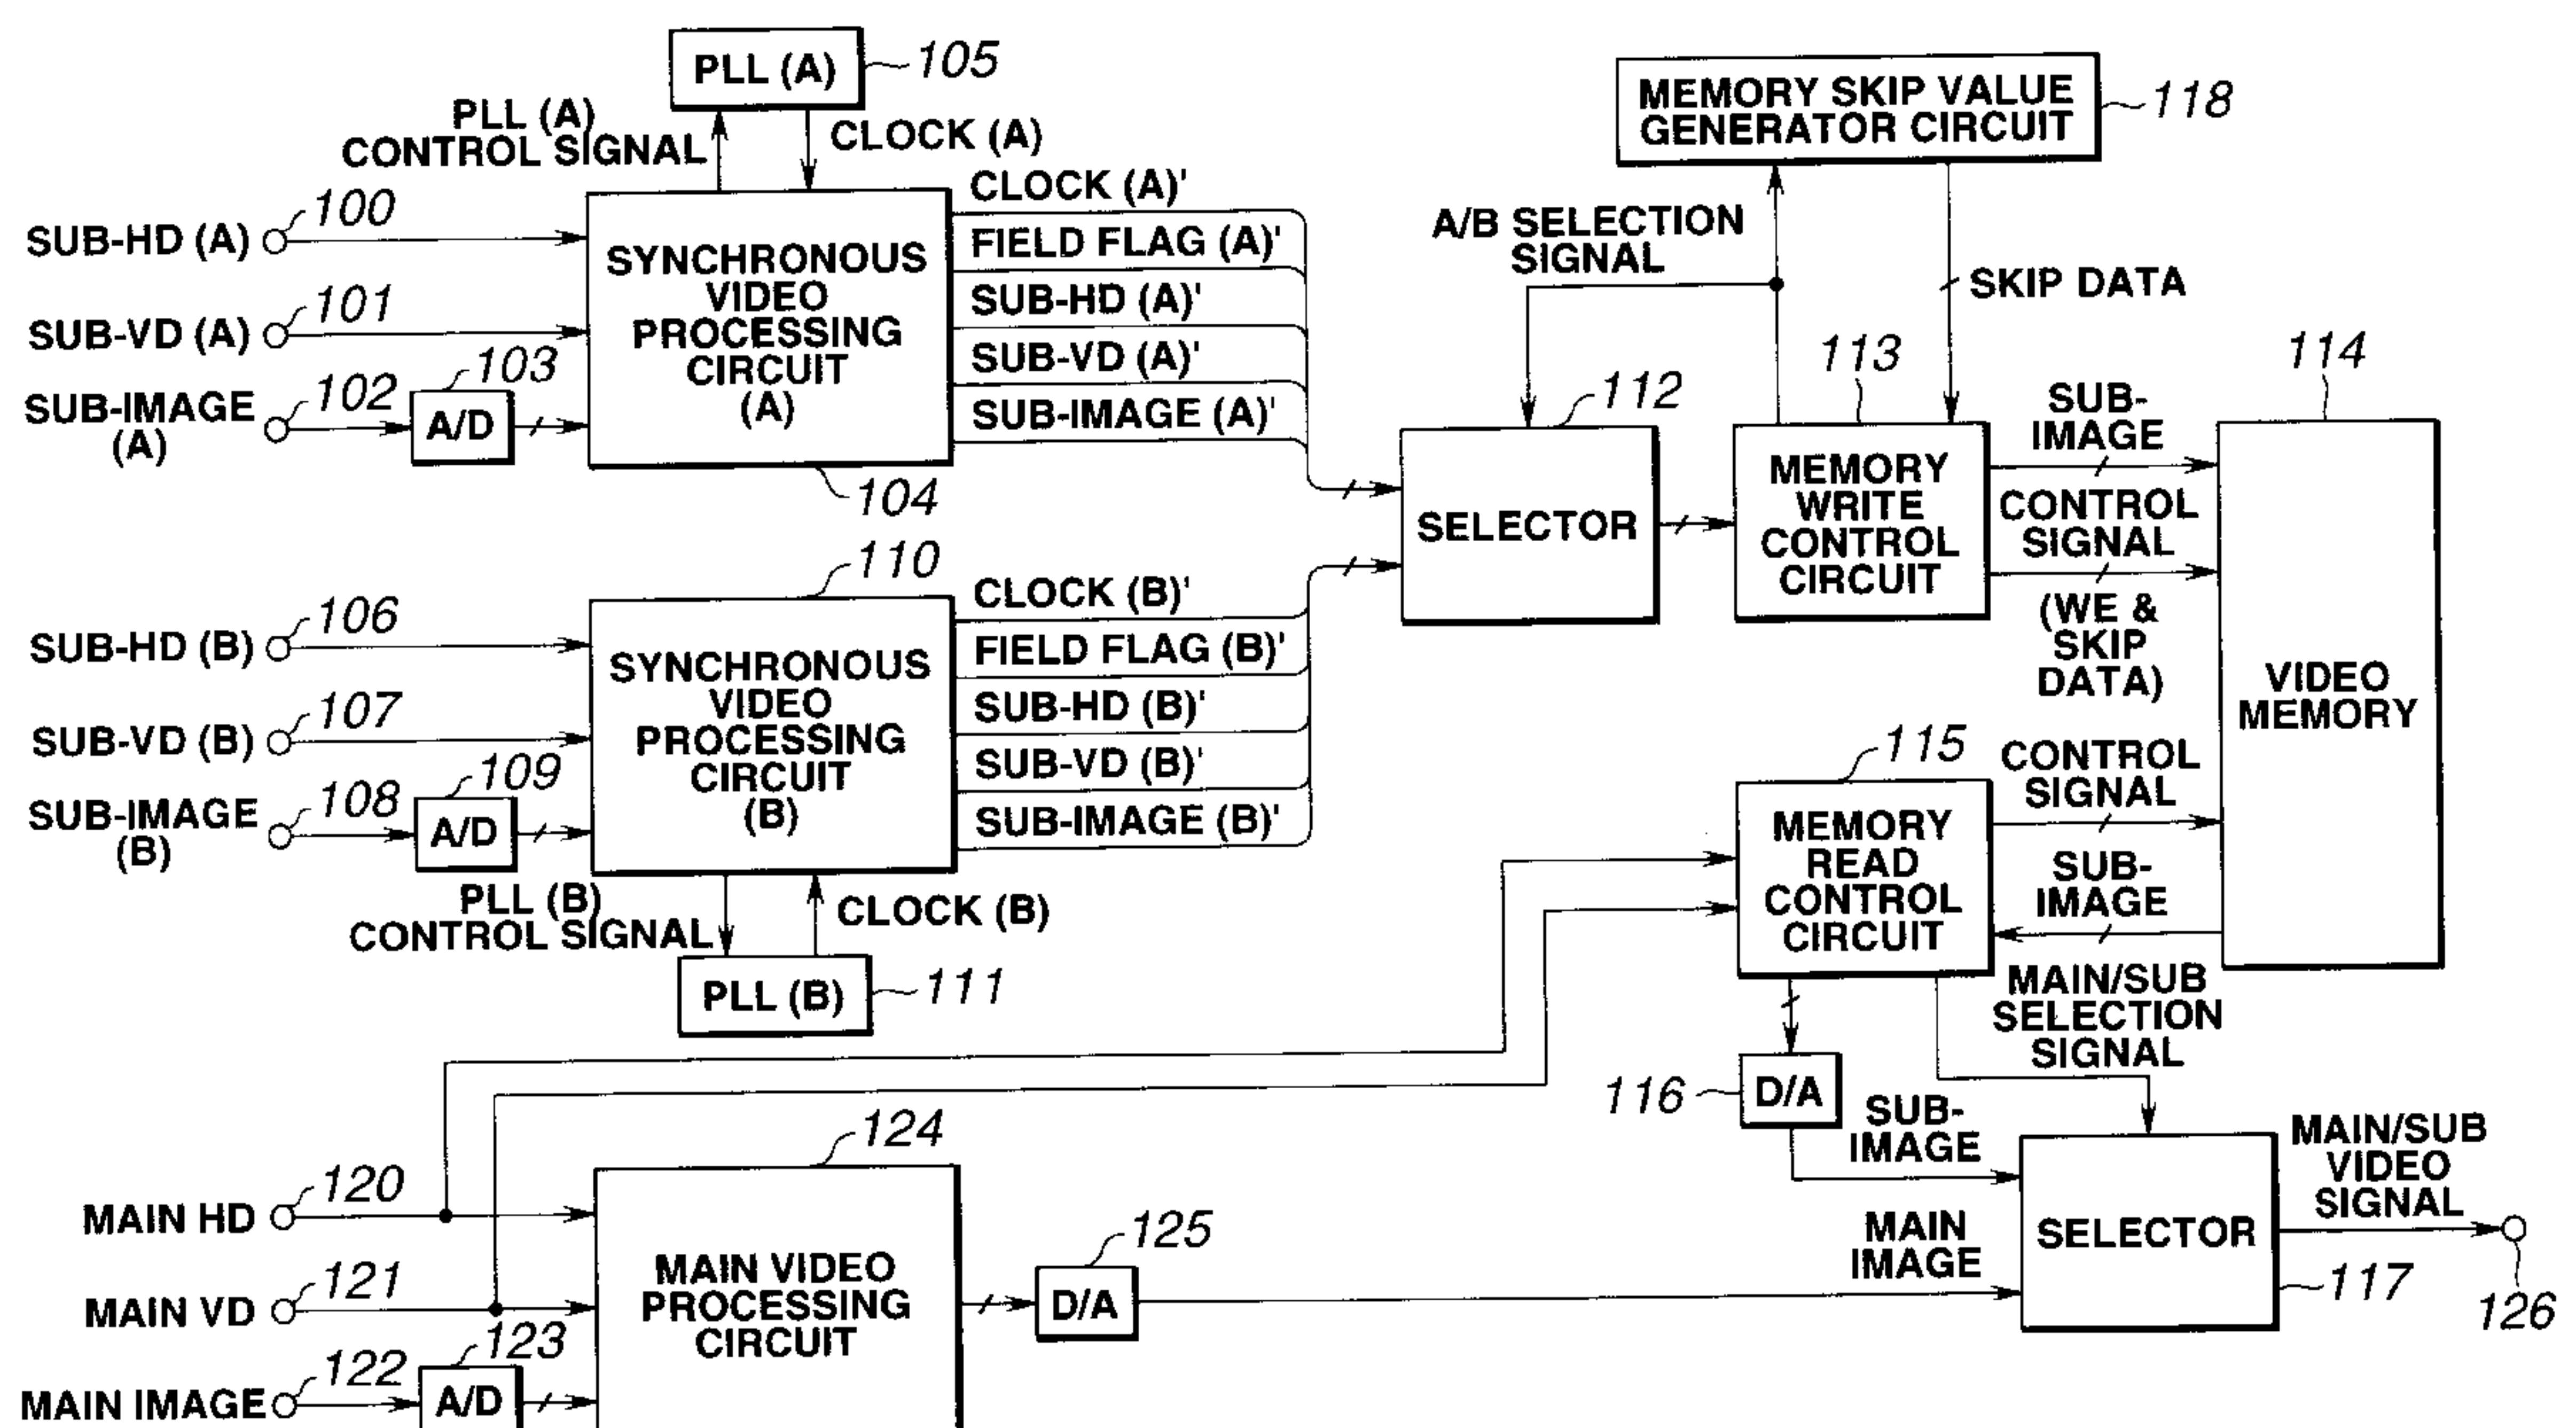 PLL (A)
105
PLL (A)
CONTROL SIGNAL
CLOCK (A)
SUB-HD (A)
100
SUB-VD (A)
101
SUB-IMAGE
(A)
102
103
A/D
SYNCHRONOUS
VIDEO
PROCESSING
CIRCUIT
(A)
104
CLOCK (A)'
FIELD FLAG (A)'
SUB-HD (A)'
SUB-VD (A)'
SUB-IMAGE (A)'
MEMORY SKIP VALUE
GENERATOR CIRCUIT
118
A/B SELECTION
SIGNAL
SKIP DATA
112
SELECTOR
113
MEMORY
WRITE
CONTROL
CIRCUIT
SUB-
IMAGE
CONTROL
SIGNAL
(WE &
SKIP
DATA)
114
VIDEO
MEMORY
110
SUB-HD (B)
106
SUB-VD (B)
107
SUB-IMAGE
(B)
108
109
A/D
SYNCHRONOUS
VIDEO
PROCESSING
CIRCUIT
(B)
CLOCK (B)'
FIELD FLAG (B)'
SUB-HD (B)'
SUB-VD (B)'
SUB-IMAGE (B)'
PLL (B)
CONTROL SIGNAL
CLOCK (B)
PLL (B)
111
115
MEMORY
READ
CONTROL
CIRCUIT
CONTROL
SIGNAL
SUB-
IMAGE
MAIN/SUB
SELECTION
SIGNAL
116
D/A
SUB-
IMAGE
MAIN
IMAGE
SELECTOR
117
MAIN/SUB
VIDEO
SIGNAL
126
MAIN HD
120
MAIN VD
121
MAIN IMAGE
122
123
A/D
124
MAIN VIDEO
PROCESSING
CIRCUIT
125
D/A